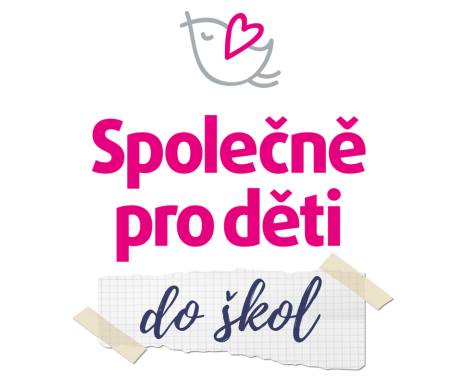 Společně
pro děti
do škol